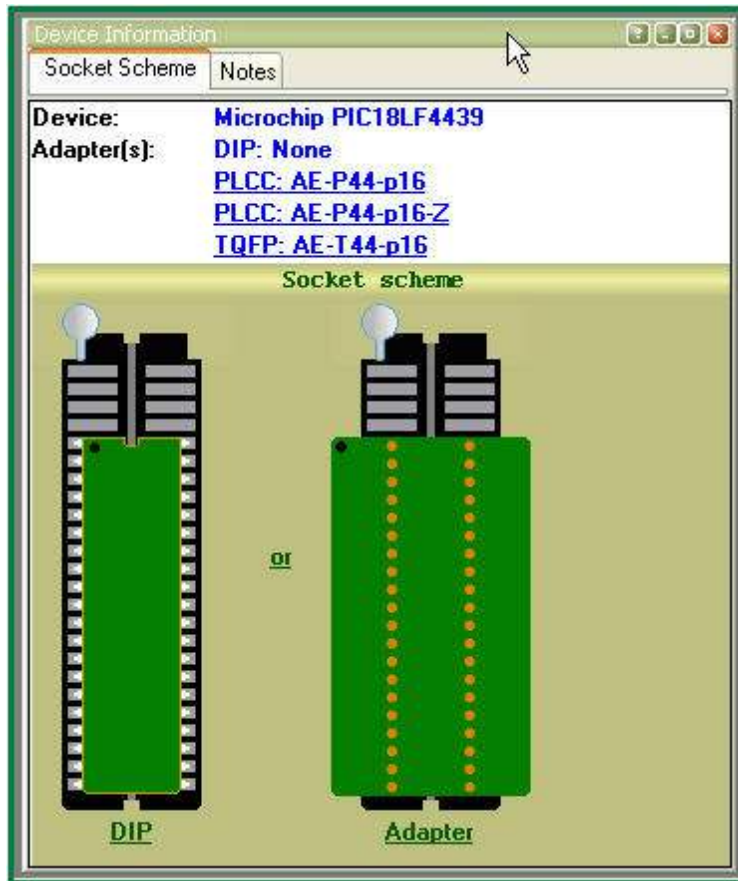 Device Information
Socket Scheme Notes
Device: Microchip PIC18LF4439
Adapter(s): DIP: None
PLCC: AE-P44-p16
PLCC: AE-P44-p16-Z
TQFP: AE-T44-p16
Socket scheme
or
DIP Adapter